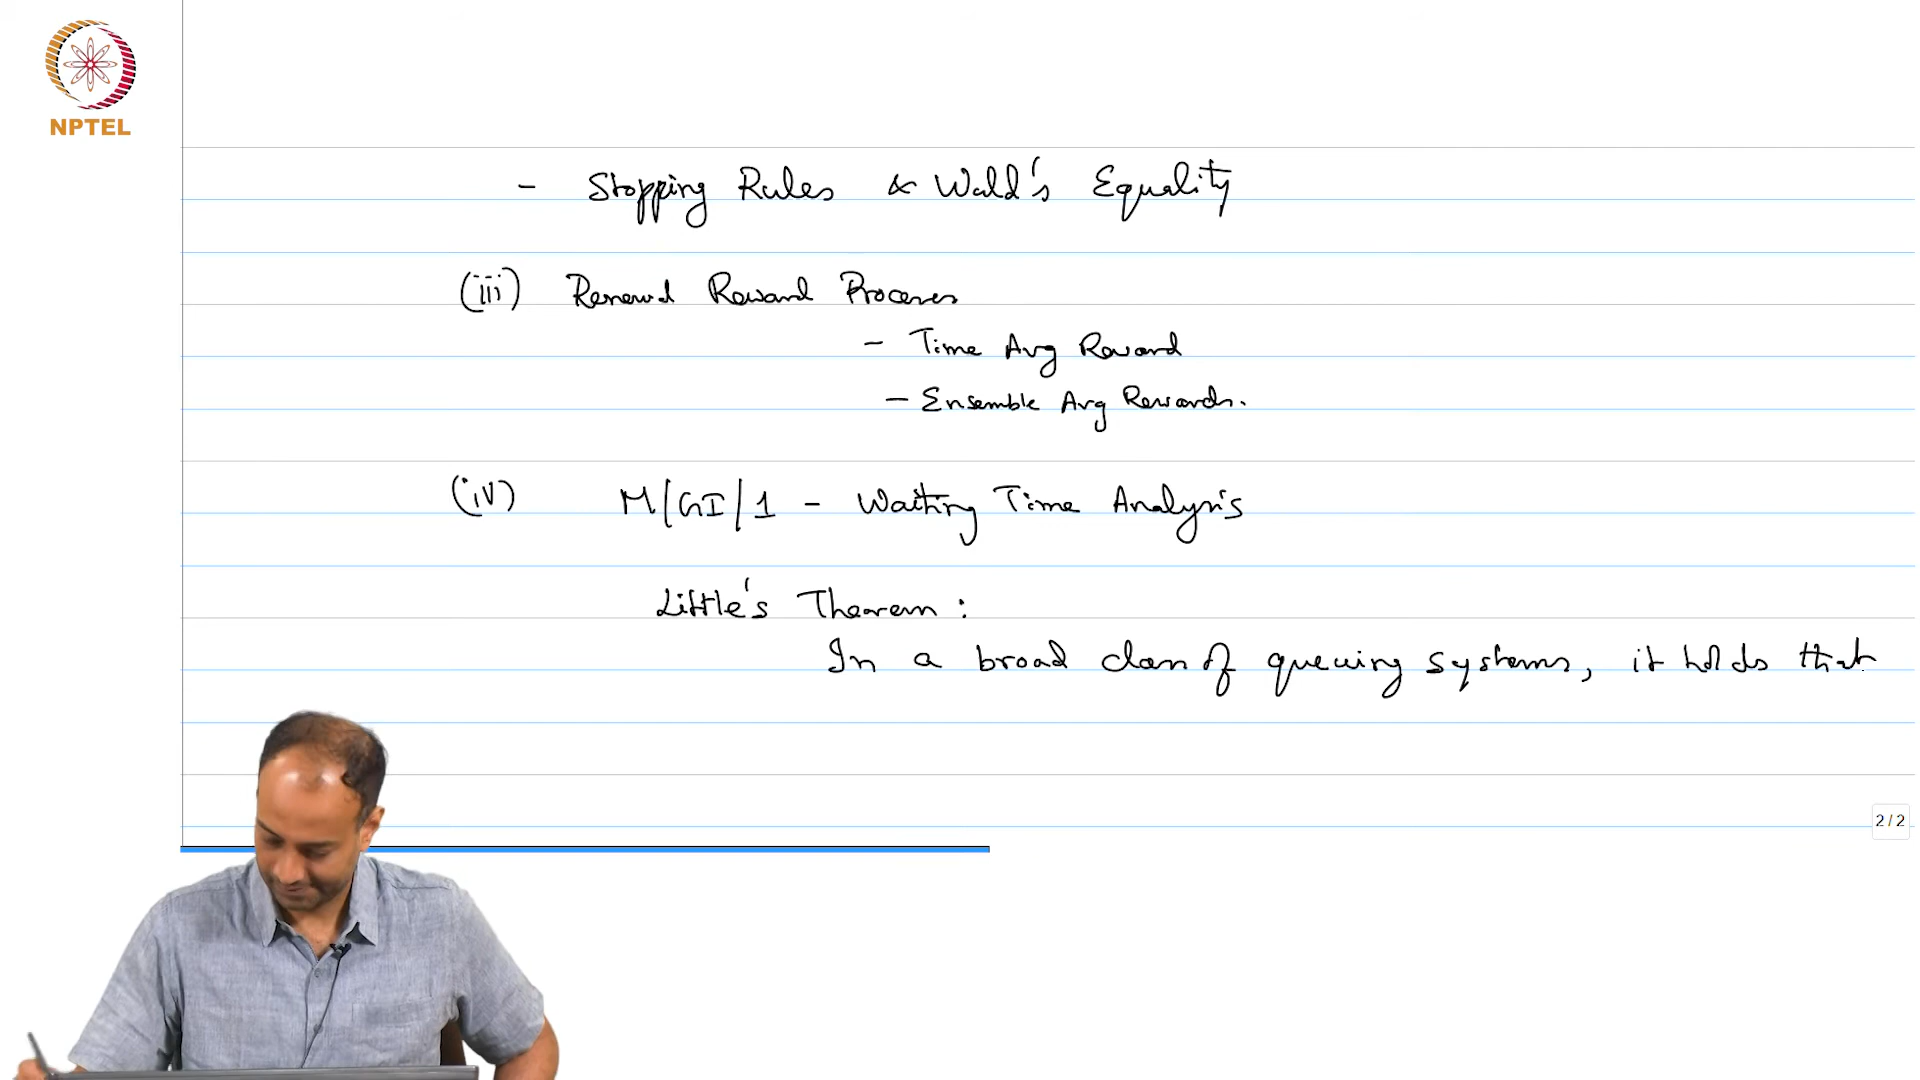 NPTEL
- Stopping Rules & Wald's Equality
(iii) Renewal Reward Processes
- Time Avg Reward
- Ensemble Avg Rewards.
(iv) M/GI/1 - Waiting Time Analysis
Little's Theorem :
In a broad class of queuing systems, it holds that
2 / 2